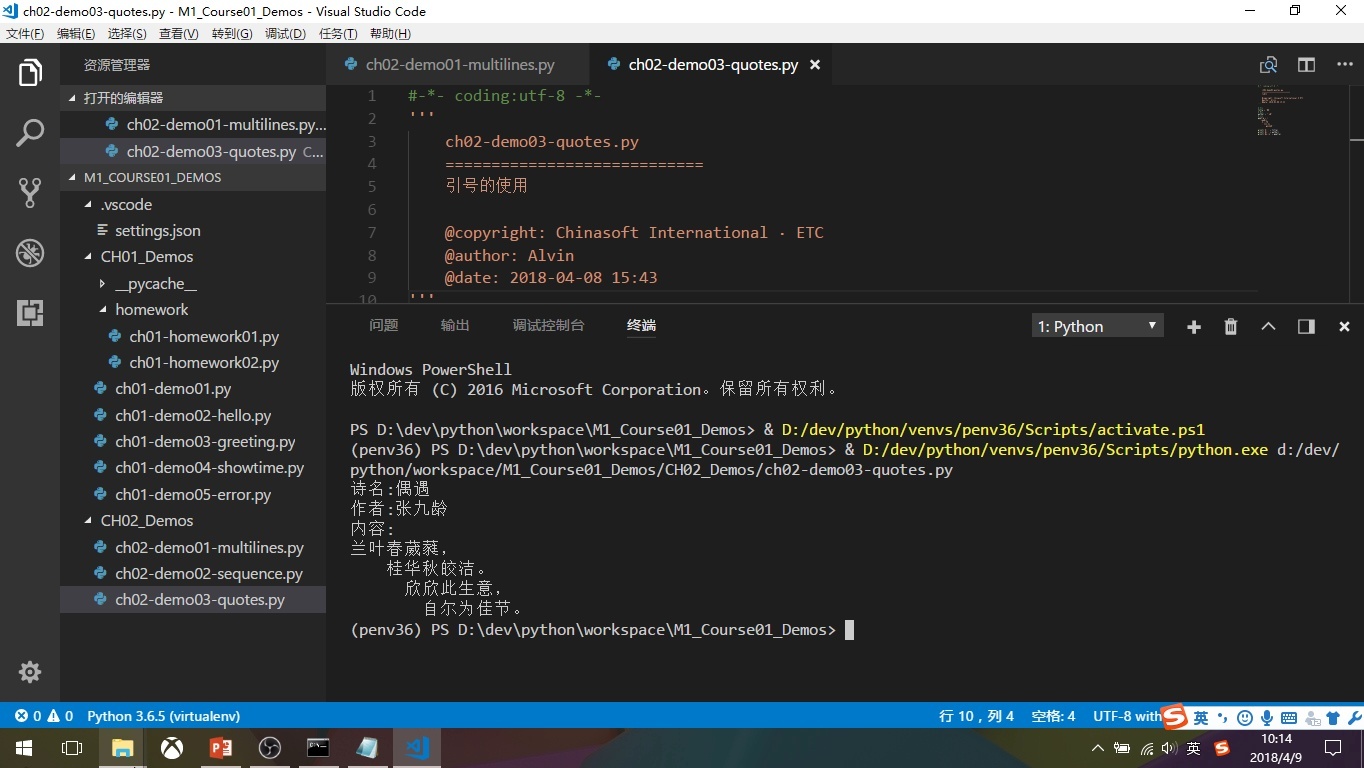 ch02-demo03-quotes.py - M1_Course01_Demos - Visual Studio Code
文件(F) 编辑(E) 选择(S) 查看(V) 转到(G) 调试(D) 任务(T) 帮助(H)
资源管理器
打开的编辑器
ch02-demo01-multilines.py...
ch02-demo03-quotes.py C...
M1_COURSE01_DEMOS
.vscode
settings.json
CH01_Demos
__pycache__
homework
ch01-homework01.py
ch01-homework02.py
ch01-demo01.py
ch01-demo02-hello.py
ch01-demo03-greeting.py
ch01-demo04-showtime.py
ch01-demo05-error.py
CH02_Demos
ch02-demo01-multilines.py
ch02-demo02-sequence.py
ch02-demo03-quotes.py
ch02-demo01-multilines.py ch02-demo03-quotes.py
1 #-*- coding:utf-8 -*-
2 '''
3 ch02-demo03-quotes.py
4 ============================
5 引号的使用
6
7 @copyright: Chinasoft International · ETC
8 @author: Alvin
9 @date: 2018-04-08 15:43
10 '''
问题 输出 调试控制台 终端 1: Python
Windows PowerShell
版权所有 (C) 2016 Microsoft Corporation。保留所有权利。
PS D:\dev\python\workspace\M1_Course01_Demos> & D:/dev/python/venvs/penv36/Scripts/activate.ps1
(penv36) PS D:\dev\python\workspace\M1_Course01_Demos> & D:/dev/python/venvs/penv36/Scripts/python.exe d:/dev/
python/workspace/M1_Course01_Demos/CH02_Demos/ch02-demo03-quotes.py
诗名:偶遇
作者:张九龄
内容:
兰叶春葳蕤,
桂华秋皎洁。
欣欣此生意,
自尔为佳节。
(penv36) PS D:\dev\python\workspace\M1_Course01_Demos>
0 0 Python 3.6.5 (virtualenv) 行 10，列 4 空格: 4 UTF-8 with 英
英 10:14
2018/4/9